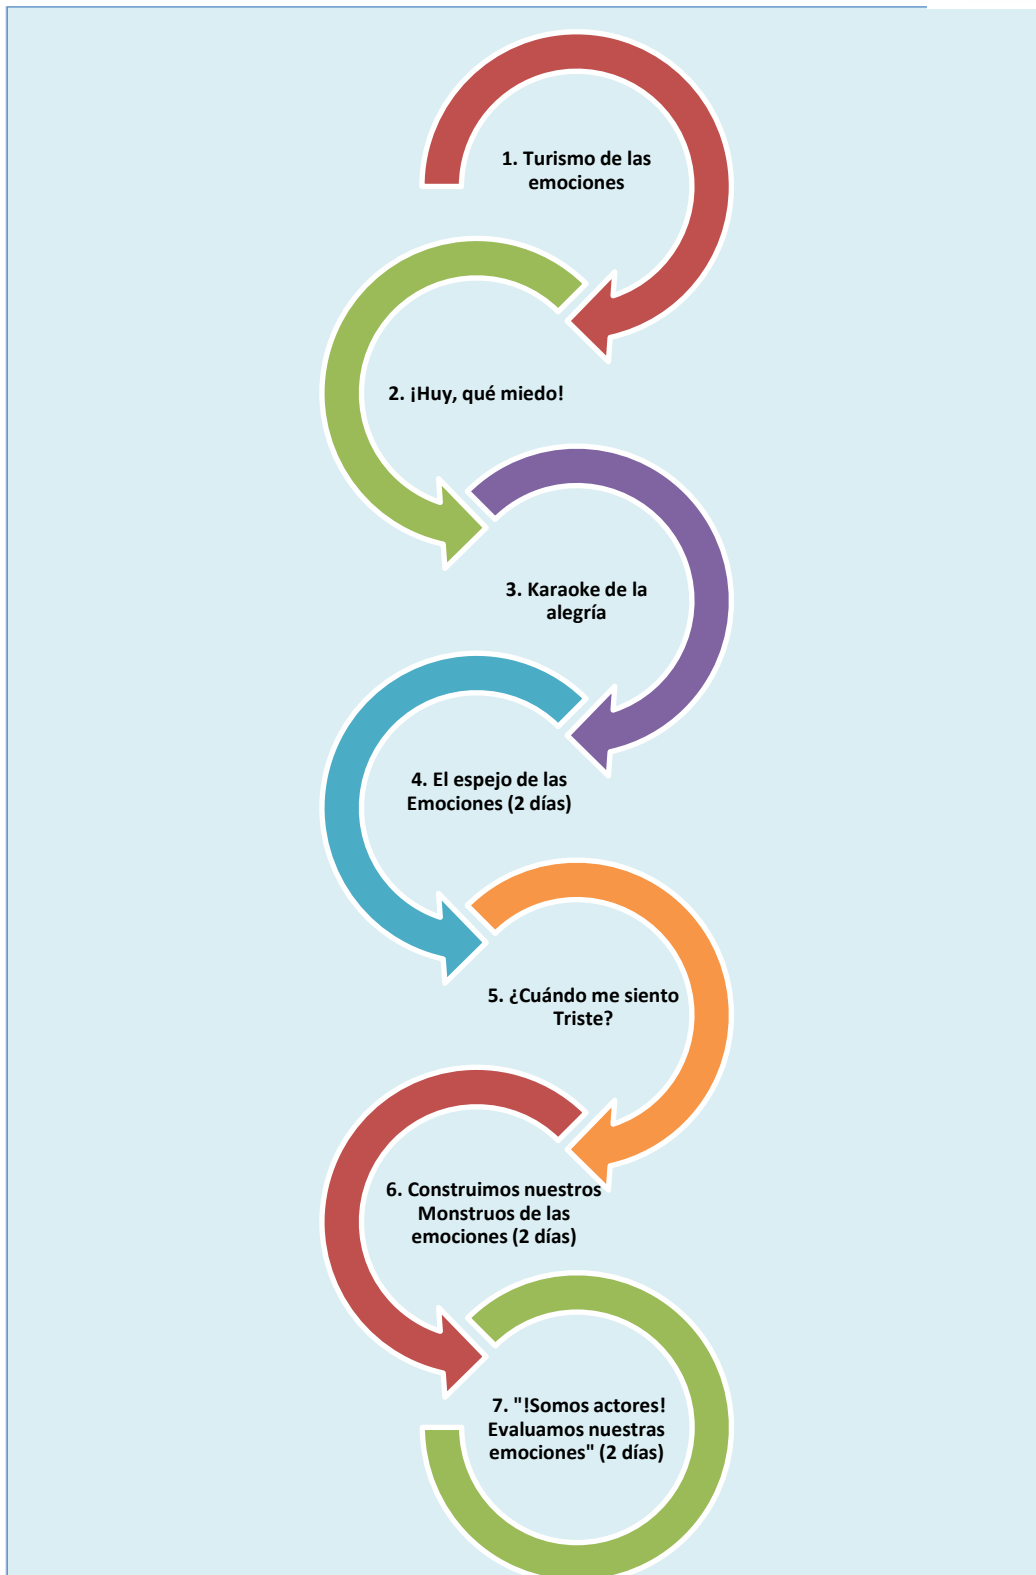 1. Turismo de las
emociones
2. ¡Huy, qué miedo!
3. Karaoke de la
alegría
4. El espejo de las
Emociones (2 días)
5. ¿Cuándo me siento
Triste?
6. Construimos nuestros
Monstruos de las
emociones (2 días)
7. "!Somos actores!
Evaluamos nuestras
emociones" (2 días)